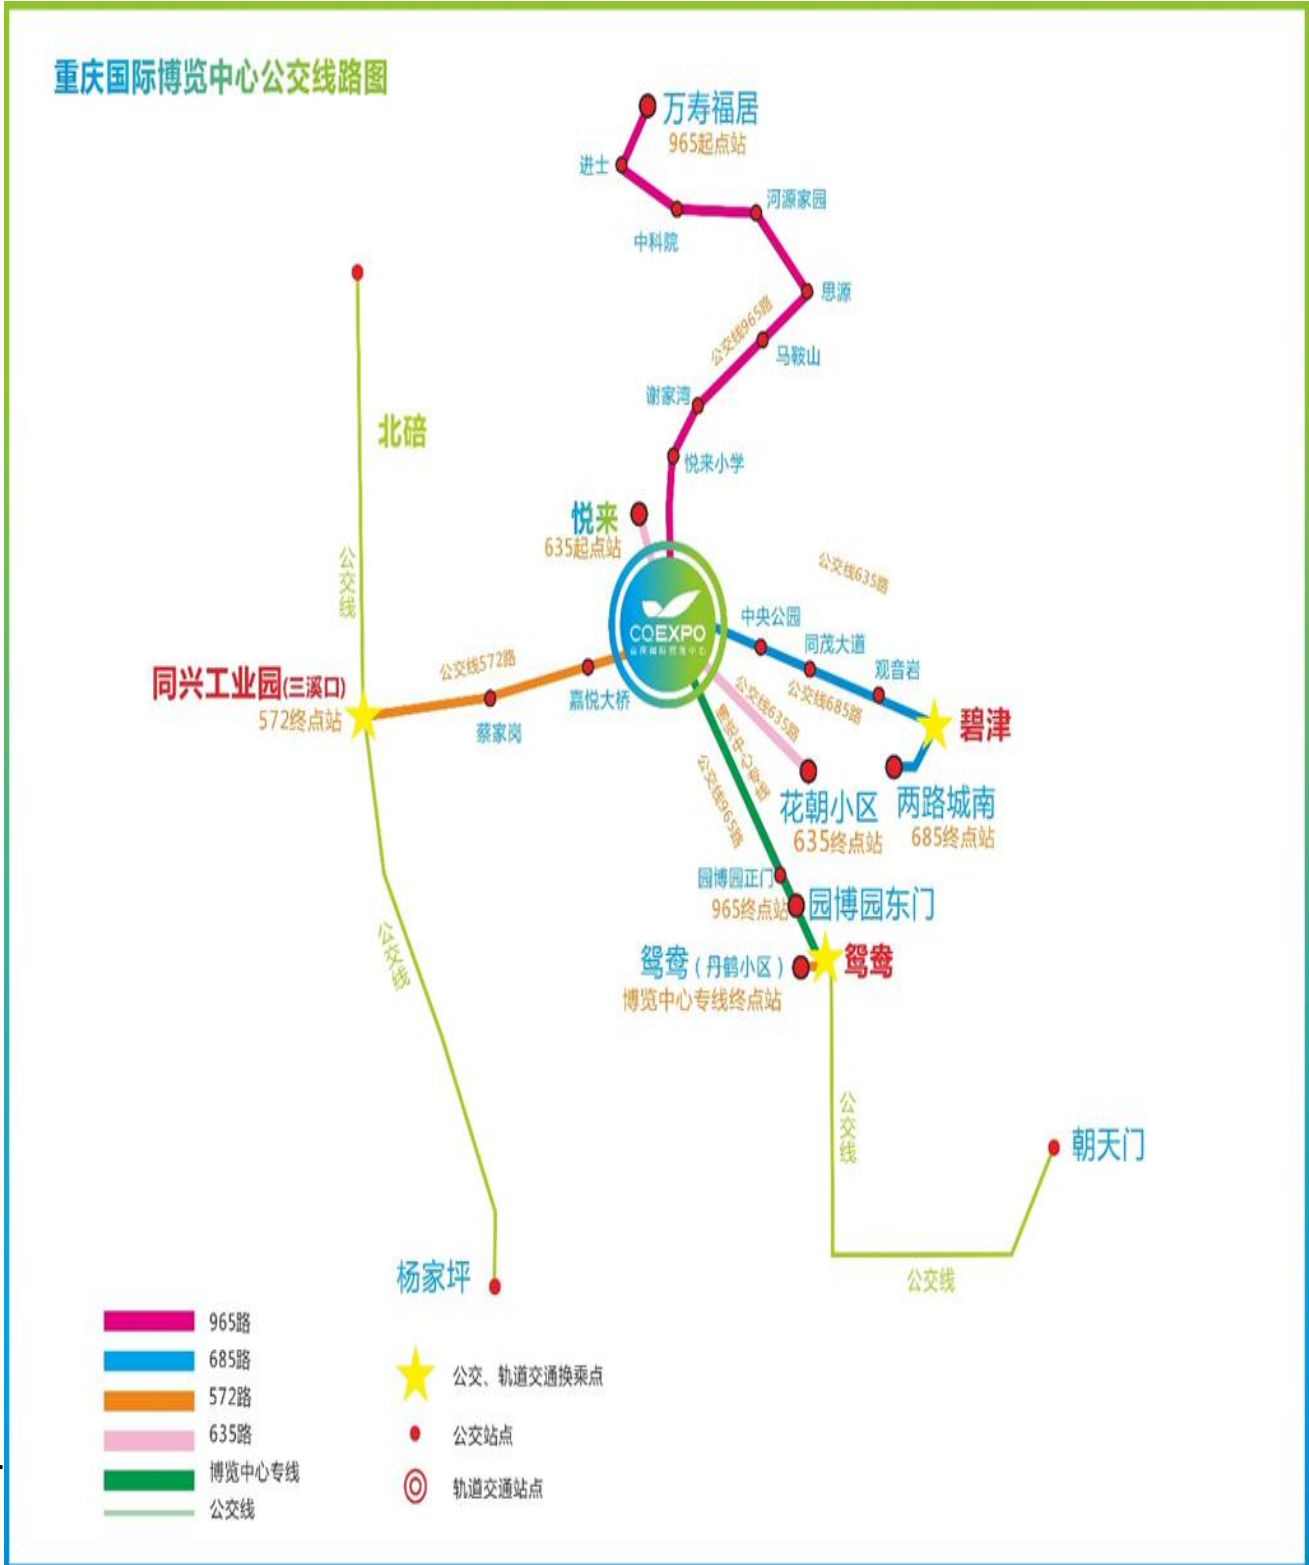 重庆国际博览中心公交线路图
万寿福居
965起点站
进士
河源家园
中科院
思源
公交线965路
马鞍山
谢家湾
北碚
悦来小学
悦来
635起点站
公交线
公交线635路
中央公园
CQEXPO
重庆国际博览中心
同茂大道
公交线572路
观音岩
同兴工业园(三溪口)
572终点站
嘉悦大桥
蔡家岗
公交线635路
公交线685路
碧津
博览中心专线
公交线965路
花朝小区
635终点站
两路城南
685终点站
园博园正门
965终点站
园博园东门
公交线
鸳鸯(丹鹤小区)
鸳鸯
博览中心专线终点站
公交线
朝天门
公交线
杨家坪
965路
685路
572路
635路
博览中心专线
公交线
公交、轨道交通换乘点
公交站点
轨道交通站点